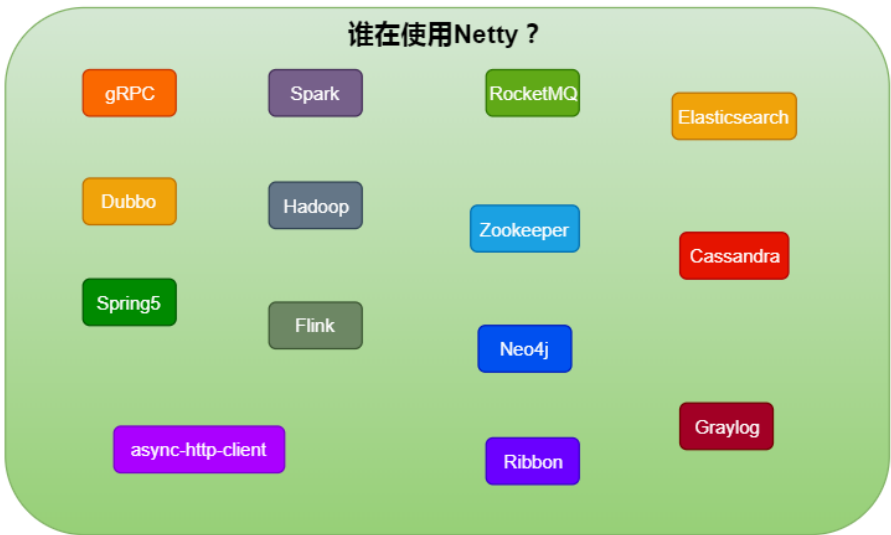 谁在使用Netty？
gRPC
Spark
RocketMQ
Elasticsearch
Dubbo
Hadoop
Zookeeper
Cassandra
Spring5
Flink
Neo4j
Graylog
async-http-client
Ribbon